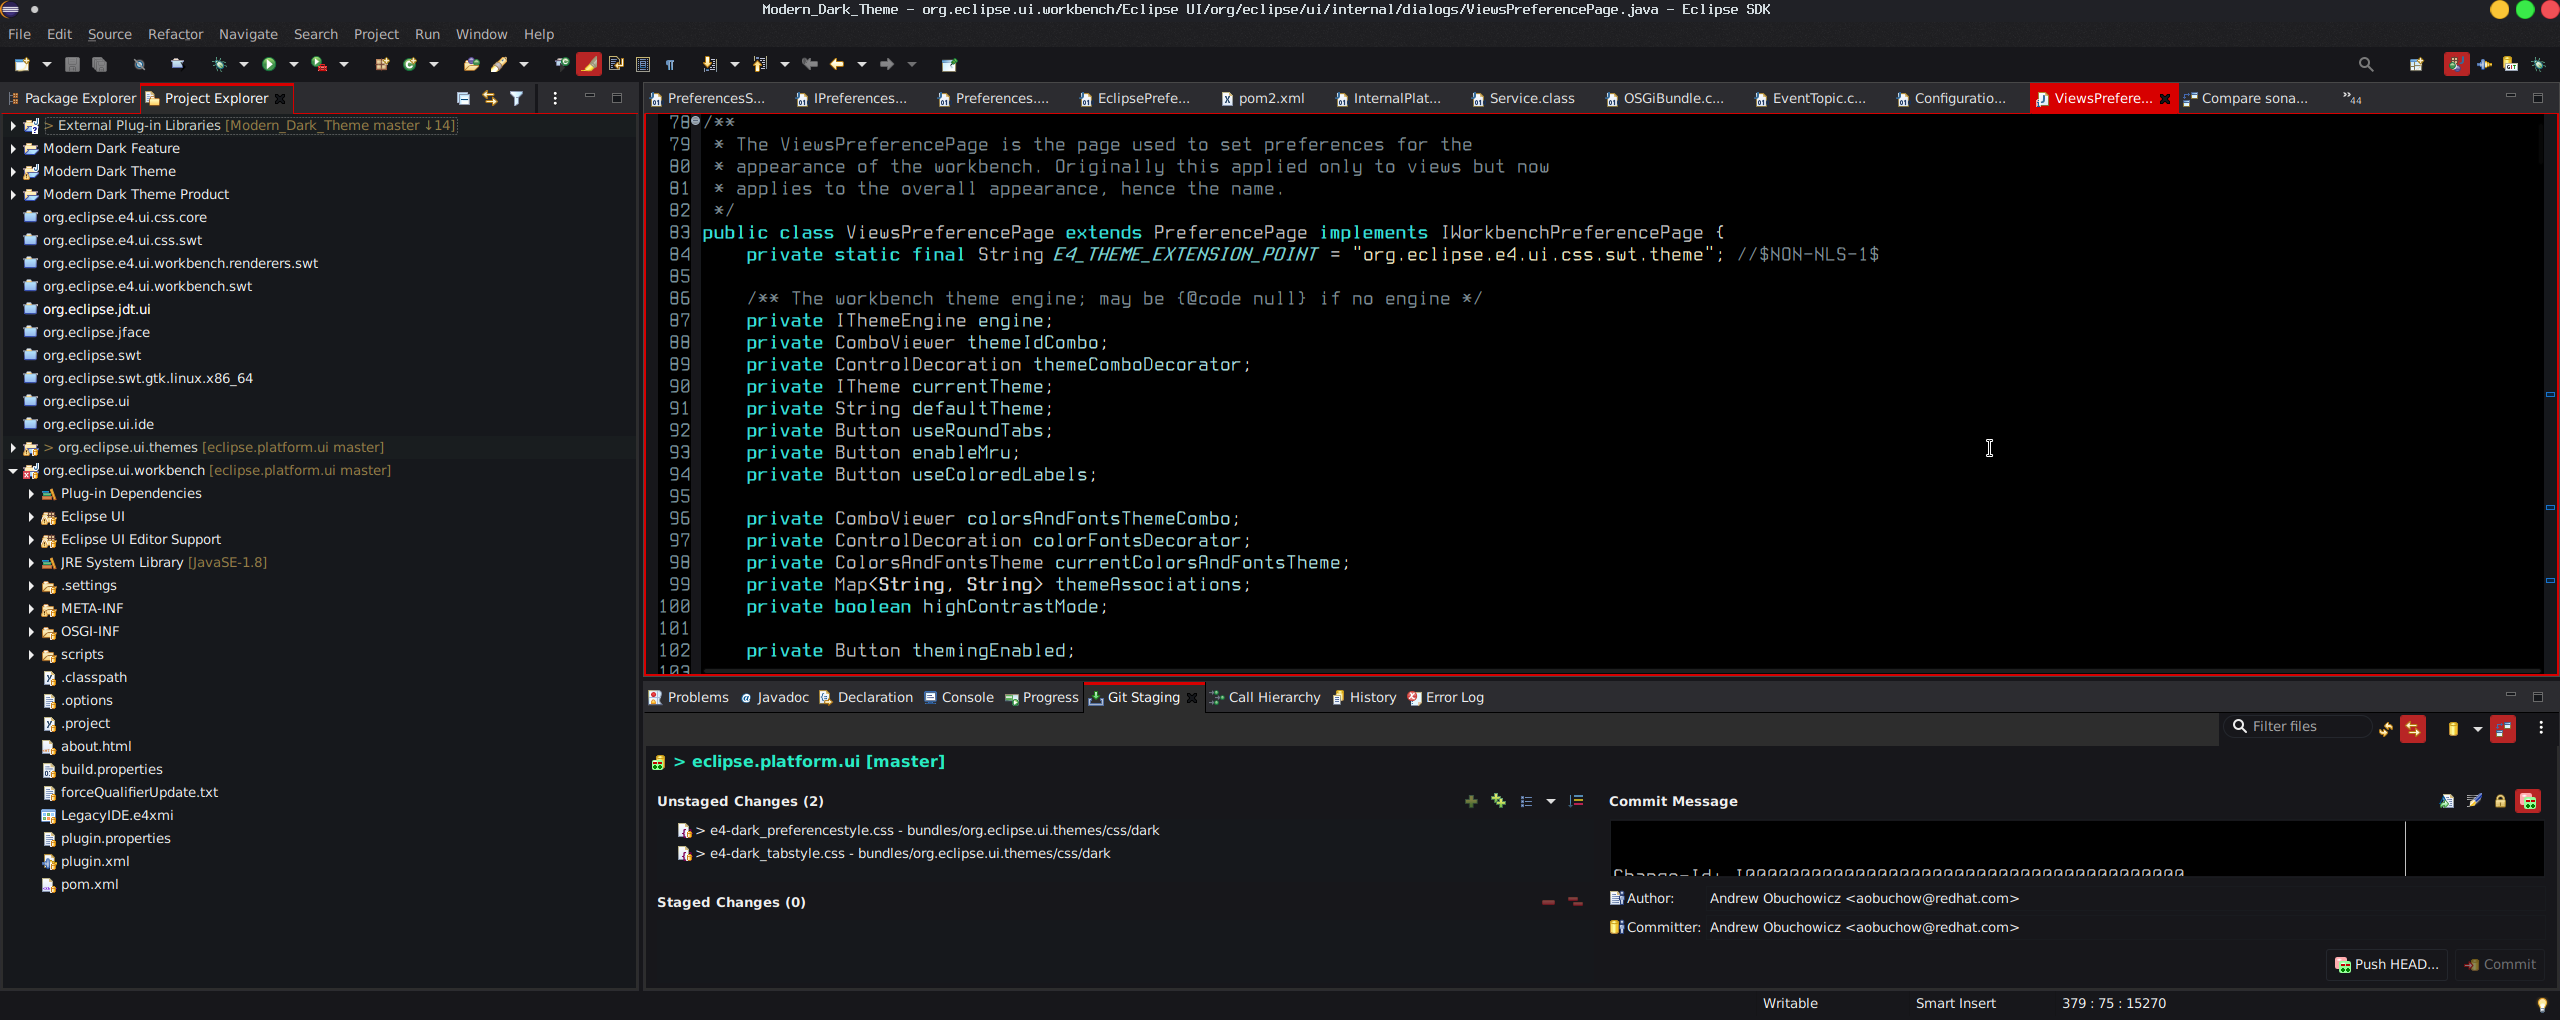 Modern_Dark_Theme - org.eclipse.ui.workbench/Eclipse UI/org/eclipse/ui/internal/dialogs/ViewsPreferencePage.java - Eclipse SDK
File Edit Source Refactor Navigate Search Project Run Window Help
Package Explorer Project Explorer
PreferencesS... IPreferences... Preferences.... EclipsePrefe... pom2.xml InternalPlat... Service.class OSGiBundle.c... EventTopic.c... Configuratio... ViewsPrefere... Compare sona... »44
> External Plug-in Libraries [Modern_Dark_Theme master ↓14]
Modern Dark Feature
Modern Dark Theme
Modern Dark Theme Product
org.eclipse.e4.ui.css.core
org.eclipse.e4.ui.css.swt
org.eclipse.e4.ui.workbench.renderers.swt
org.eclipse.e4.ui.workbench.swt
org.eclipse.jdt.ui
org.eclipse.jface
org.eclipse.swt
org.eclipse.swt.gtk.linux.x86_64
org.eclipse.ui
org.eclipse.ui.ide
> org.eclipse.ui.themes [eclipse.platform.ui master]
org.eclipse.ui.workbench [eclipse.platform.ui master]
Plug-in Dependencies
Eclipse UI
Eclipse UI Editor Support
JRE System Library [JavaSE-1.8]
.settings
META-INF
OSGI-INF
scripts
.classpath
.options
.project
about.html
build.properties
forceQualifierUpdate.txt
LegacyIDE.e4xmi
plugin.properties
plugin.xml
pom.xml
78 /**
79 * The ViewsPreferencePage is the page used to set preferences for the
80 * appearance of the workbench. Originally this applied only to views but now
81 * applies to the overall appearance, hence the name.
82 */
83 public class ViewsPreferencePage extends PreferencePage implements IWorkbenchPreferencePage {
84 private static final String E4_THEME_EXTENSION_POINT = "org.eclipse.e4.ui.css.swt.theme"; //$NON-NLS-1$
85
86 /** The workbench theme engine; may be {@code null} if no engine */
87 private IThemeEngine engine;
88 private ComboViewer themeIdCombo;
89 private ControlDecoration themeComboDecorator;
90 private ITheme currentTheme;
91 private String defaultTheme;
92 private Button useRoundTabs;
93 private Button enableMru;
94 private Button useColoredLabels;
95
96 private ComboViewer colorsAndFontsThemeCombo;
97 private ControlDecoration colorFontsDecorator;
98 private ColorsAndFontsTheme currentColorsAndFontsTheme;
99 private Map<String, String> themeAssociations;
100 private boolean highContrastMode;
101
102 private Button themingEnabled;
103
Problems @ Javadoc Declaration Console Progress Git Staging Call Hierarchy History Error Log
Filter files
> eclipse.platform.ui [master]
Unstaged Changes (2)
> e4-dark_preferencestyle.css - bundles/org.eclipse.ui.themes/css/dark
> e4-dark_tabstyle.css - bundles/org.eclipse.ui.themes/css/dark
Staged Changes (0)
Commit Message
Author: Andrew Obuchowicz <aobuchow@redhat.com>
Committer: Andrew Obuchowicz <aobuchow@redhat.com>
Push HEAD... Commit
Writable Smart Insert 379 : 75 : 15270